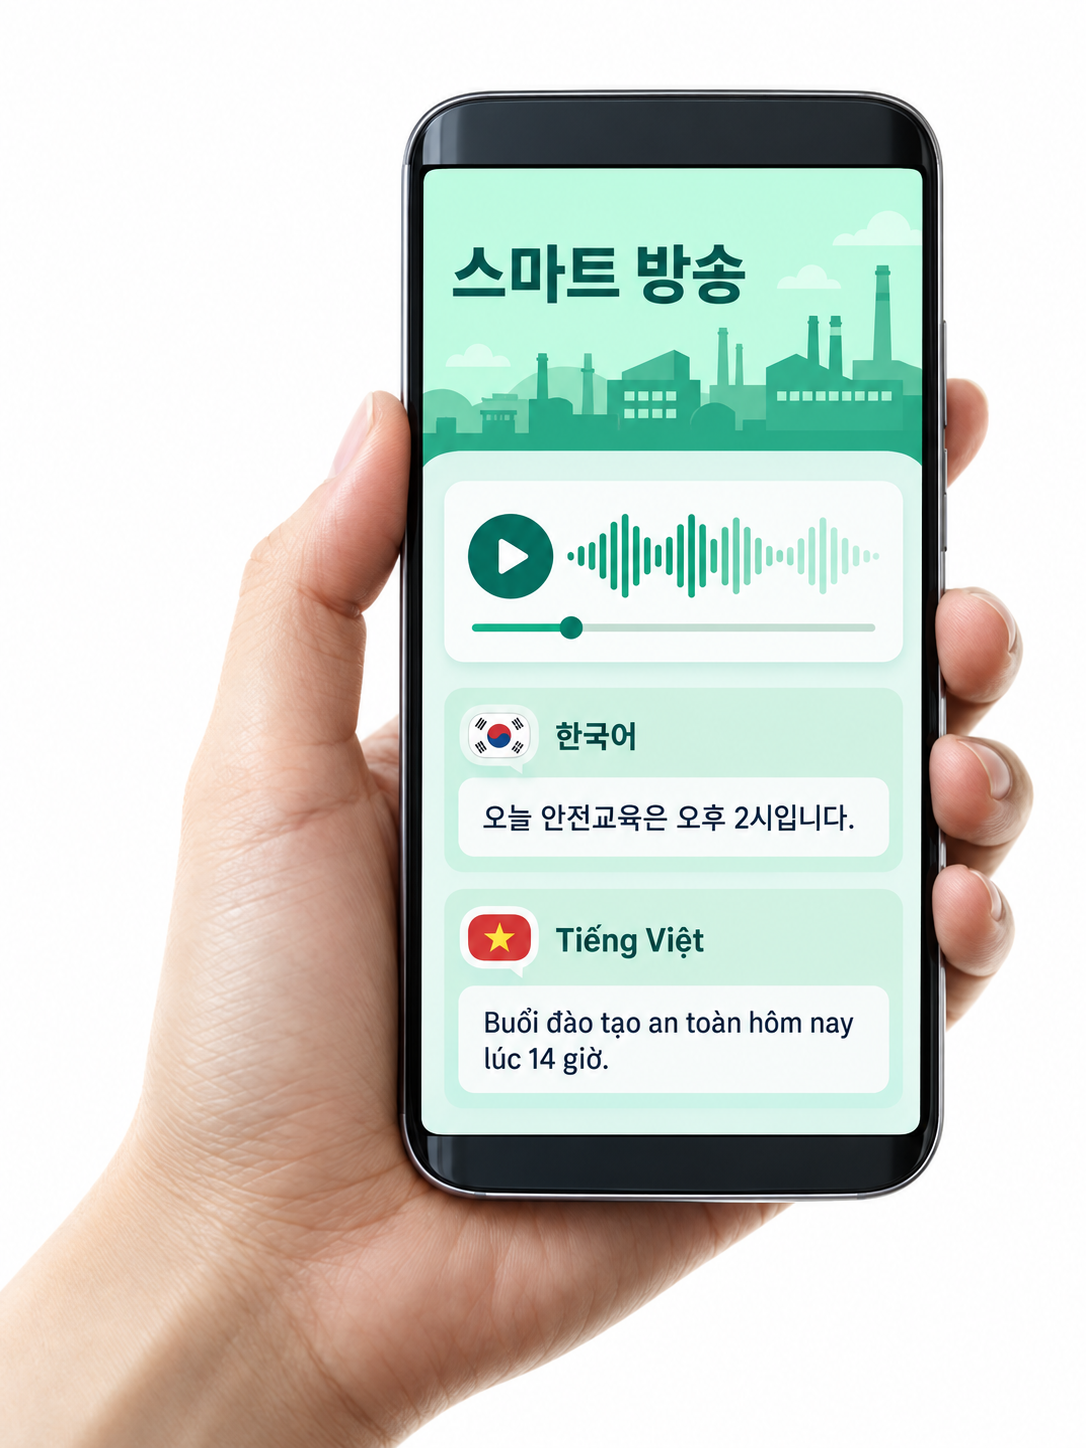 스마트 방송
한국어
오늘 안전교육은 오후 2시입니다.
Tiếng Việt
Buổi đào tạo an toàn hôm nay
lúc 14 giờ.